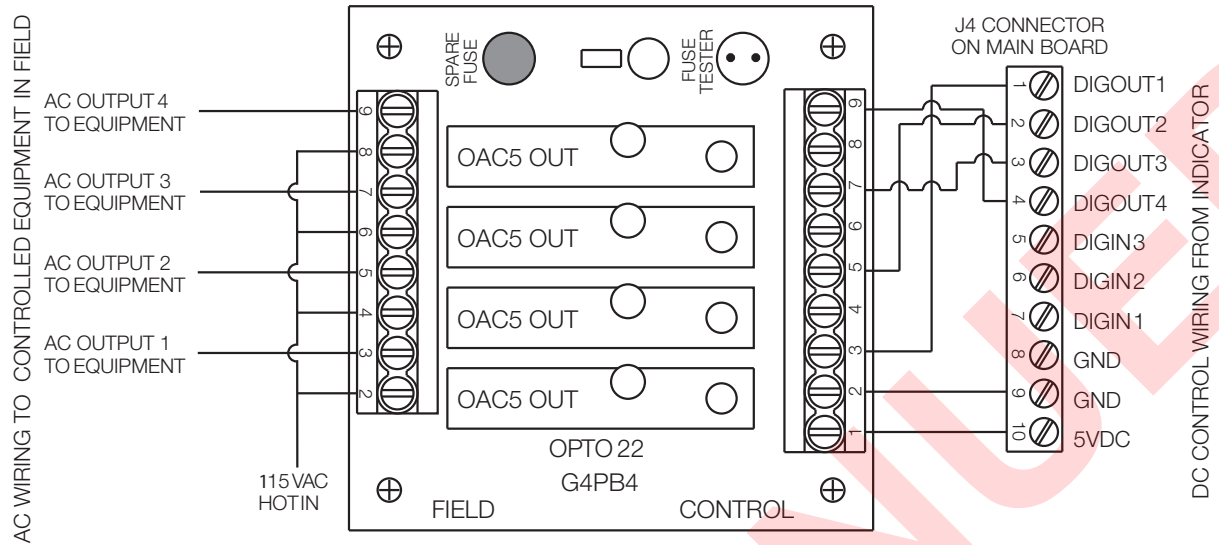 AC WIRING TO CONTROLLED EQUIPMENT IN FIELD
AC OUTPUT 4
TO EQUIPMENT
AC OUTPUT 3
TO EQUIPMENT
AC OUTPUT 2
TO EQUIPMENT
AC OUTPUT 1
TO EQUIPMENT
115 VAC
HOT IN
9
8
7
6
5
4
3
2
SPARE
FUSE
FUSE
TESTER
OAC5 OUT
OAC5 OUT
OAC5 OUT
OAC5 OUT
OPTO 22
G4PB4
FIELD
CONTROL
9
8
7
6
5
4
3
2
1
J4 CONNECTOR
ON MAIN BOARD
1 DIGOUT1
2 DIGOUT2
3 DIGOUT3
4 DIGOUT4
5 DIGIN3
6 DIGIN2
7 DIGIN1
8 GND
9 GND
10 5VDC
DC CONTROL WIRING FROM INDICATOR